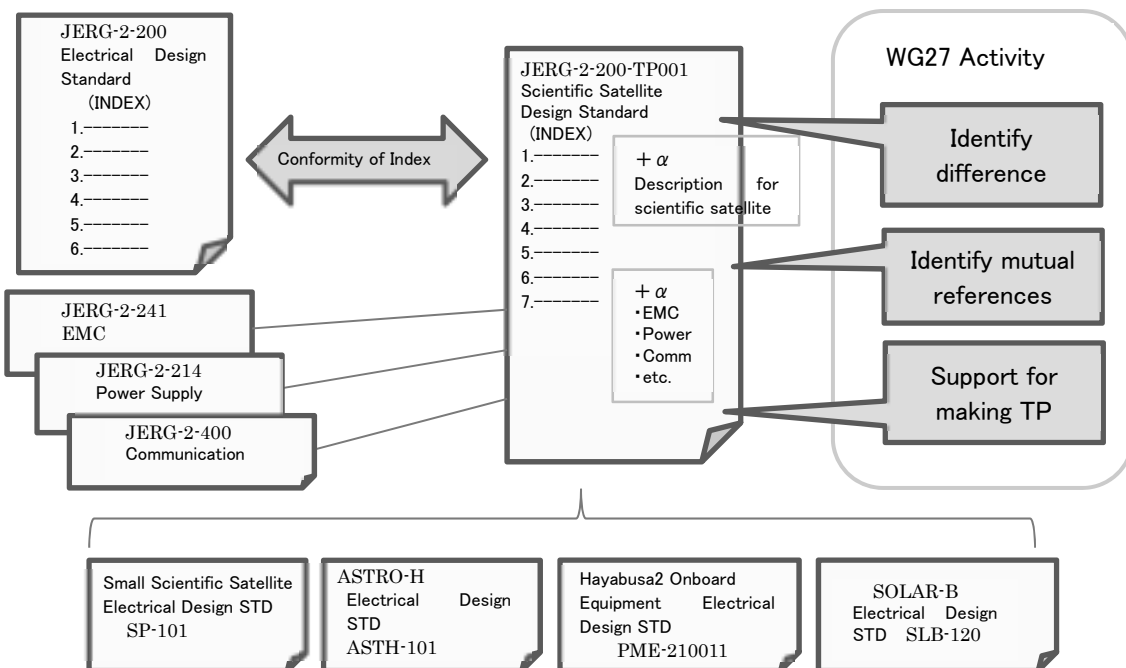 JERG-2-200
Electrical Design
Standard
(INDEX)
1.-------
2.-------
3.-------
4.-------
5.-------
6.-------
Conformity of Index
JERG-2-200-TP001
Scientific Satellite
Design Standard
(INDEX)
1.-------
2.-------
3.-------
4.-------
5.-------
6.-------
7.-------
+α
Description for
scientific satellite
+α
・EMC
・Power
・Comm
・etc.
WG27 Activity
Identify
difference
Identify mutual
references
Support for
making TP
JERG-2-241
EMC
JERG-2-214
Power Supply
JERG-2-400
Communication
Small Scientific Satellite
Electrical Design STD
SP-101
ASTRO-H
Electrical Design
STD
ASTH-101
Hayabusa2 Onboard
Equipment Electrical
Design STD
PME-210011
SOLAR-B
Electrical Design
STD SLB-120